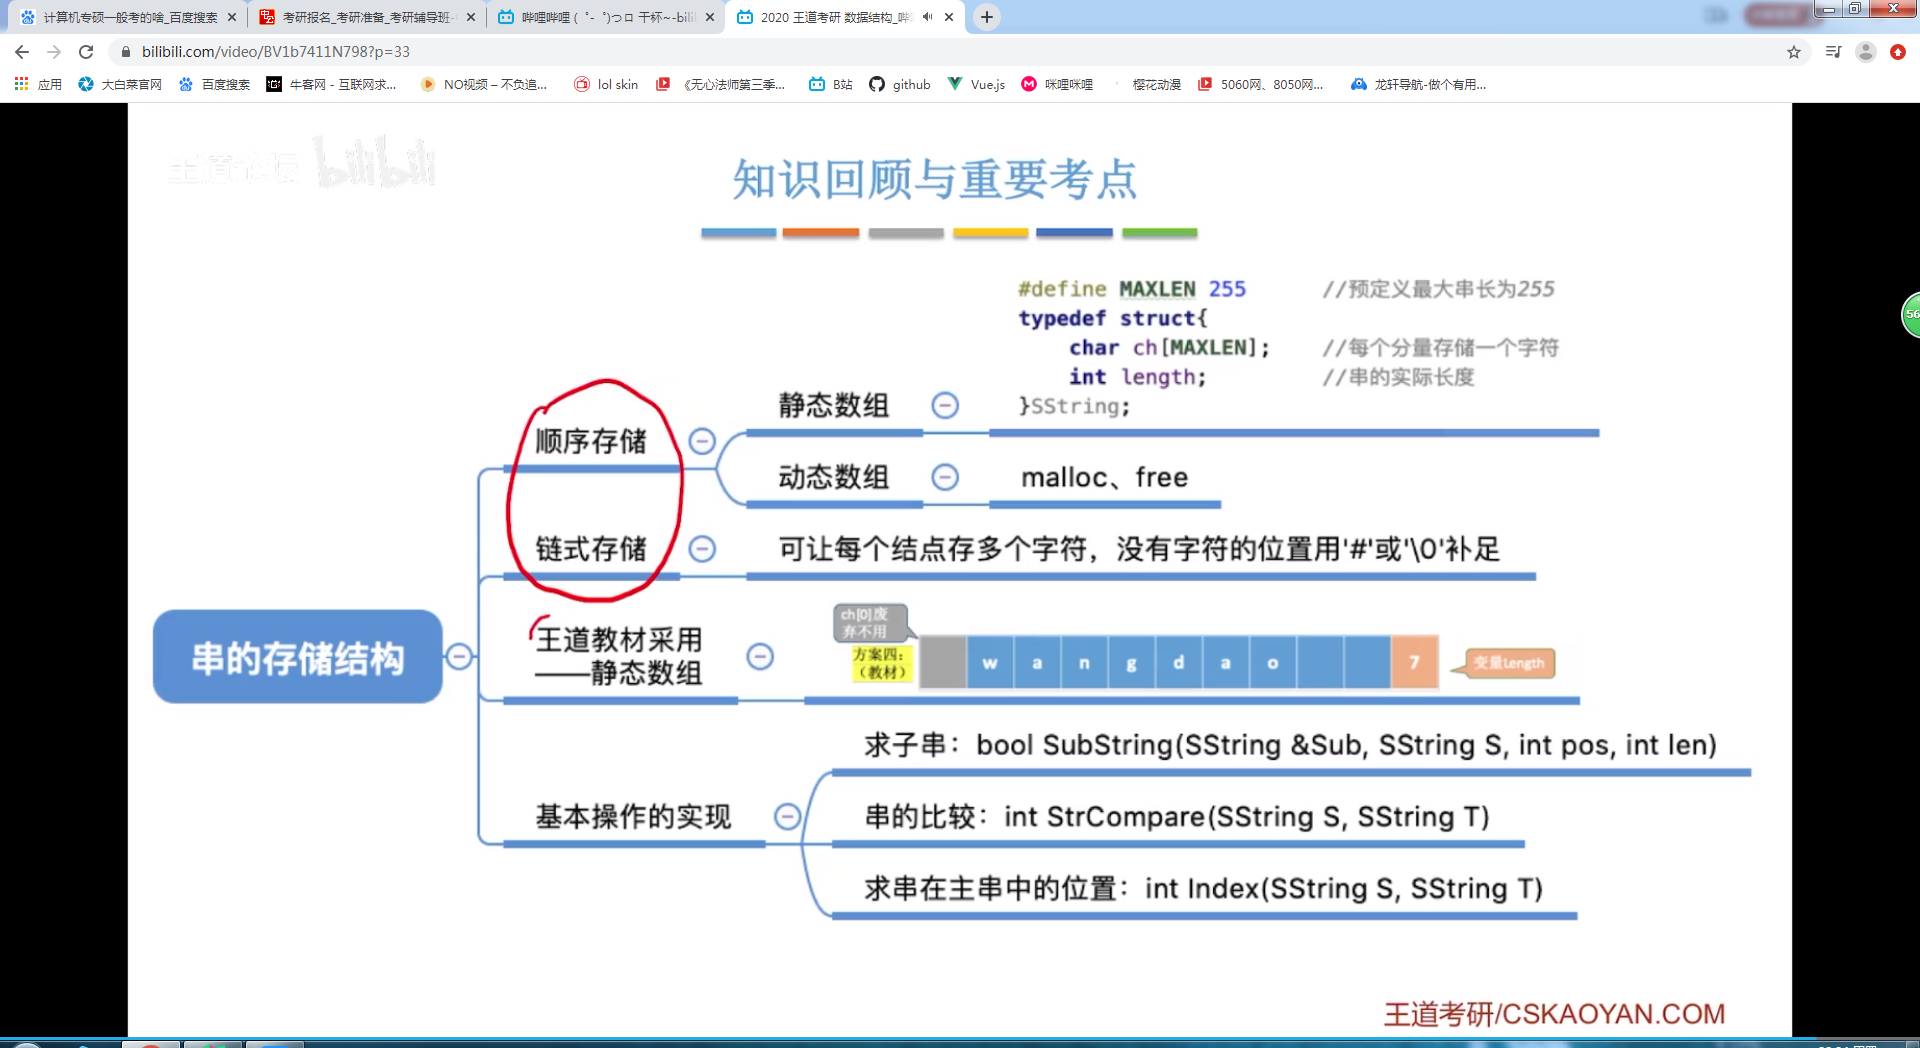 计算机专硕一般考的啥_百度搜索
考研报名_考研准备_考研辅导班-
哔哩哔哩 (゜-゜)つロ 干杯~-bili
2020 王道考研 数据结构_哔
bilibili.com/video/BV1b7411N798?p=33
应用
大白菜官网
百度搜索
牛客网 - 互联网求...
NO视频 – 不负追...
lol skin
《无心法师第三季...
B站
github
Vue.js
咪哩咪哩
樱花动漫
5060网、8050网...
龙轩导航-做个有用...
王道论坛 bilibili
知识回顾与重要考点
#define MAXLEN 255 //预定义最大串长为255
typedef struct{
char ch[MAXLEN]; //每个分量存储一个字符
int length; //串的实际长度
}SString;
静态数组
顺序存储
动态数组
malloc、free
链式存储
可让每个结点存多个字符，没有字符的位置用'#'或'\0'补足
ch[0]废
弃不用
王道教材采用
——静态数组
方案四：
（教材）
w a n g d a o 7
变量Length
串的存储结构
求子串：bool SubString(SString &Sub, SString S, int pos, int len)
基本操作的实现
串的比较：int StrCompare(SString S, SString T)
求串在主串中的位置：int Index(SString S, SString T)
王道考研/CSKAOYAN.COM
56